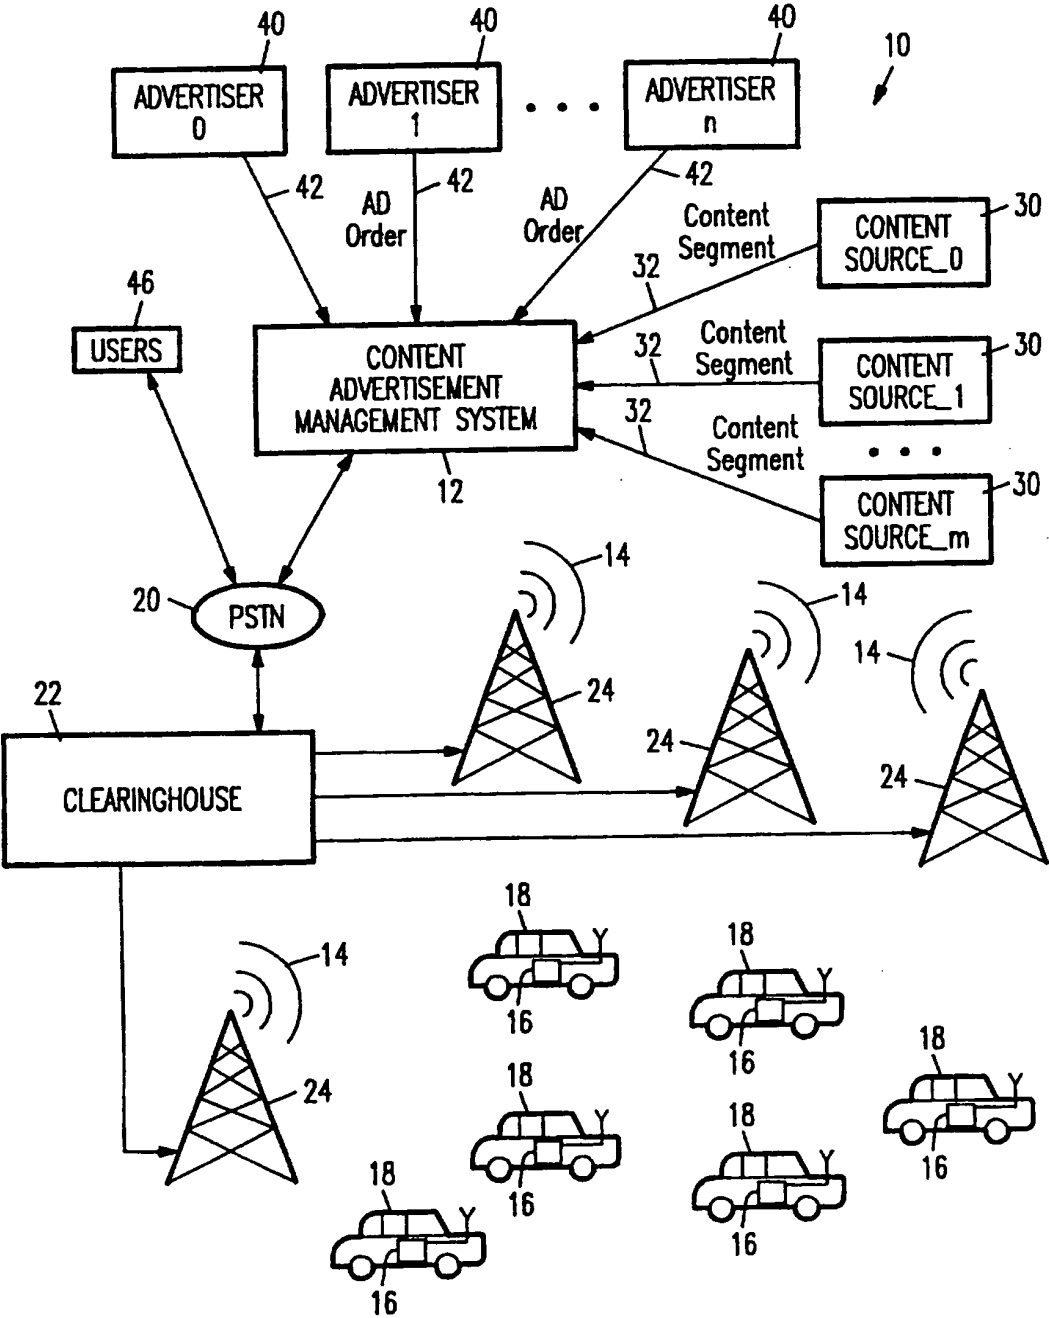 40
40
40
10
ADVERTISER
0
ADVERTISER
1
• • •
ADVERTISER
n
42
42
42
AD
Order
AD
Order
Content
Segment
32
30
CONTENT
SOURCE_0
46
USERS
CONTENT
ADVERTISEMENT
MANAGEMENT SYSTEM
12
32
Content
Segment
30
CONTENT
SOURCE_1
32
Content
Segment
• • •
30
CONTENT
SOURCE_m
20
PSTN
14
14
14
24
24
24
22
CLEARINGHOUSE
14
24
18
16
18
16
18
16
18
16
18
16
18
16